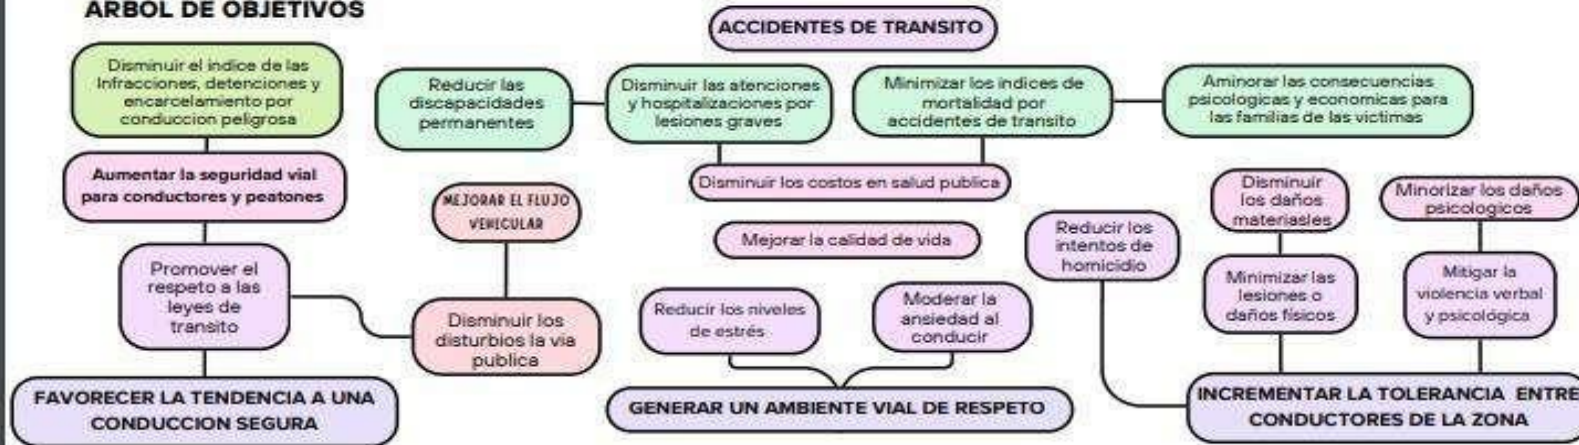 ARBOL DE OBJETIVOS
ACCIDENTES DE TRANSITO
Disminuir el indice de las
Infracciones, detenciones y
encarcelamiento por
conduccion peligrosa
Reducir las
discapacidades
permanentes
Disminuir las atenciones
y hospitalizaciones por
lesiones graves
Minimizar los indices de
mortalidad por
accidentes de transito
Aminorar las consecuencias
psicologicas y economicas para
las familias de las victimas
Aumentar la seguridad vial
para conductores y peatones
MEJORAR EL FLUJO
VEHICULAR
Disminuir los costos en salud publica
Mejorar la calidad de vida
Reducir los
intentos de
homicidio
Disminuir
los daños
materiasles
Minorizar los daños
psicologicos
Promover el
respeto a las
leyes de
transito
Disminuir los
disturbios la via
publica
Reducir los niveles
de estrés
Moderar la
ansiedad al
conducir
Minimizar las
lesiones o
daños físicos
Mitigar la
violencia verbal
y psicológica
FAVORECER LA TENDENCIA A UNA
CONDUCCION SEGURA
GENERAR UN AMBIENTE VIAL DE RESPETO
INCREMENTAR LA TOLERANCIA ENTRE
CONDUCTORES DE LA ZONA